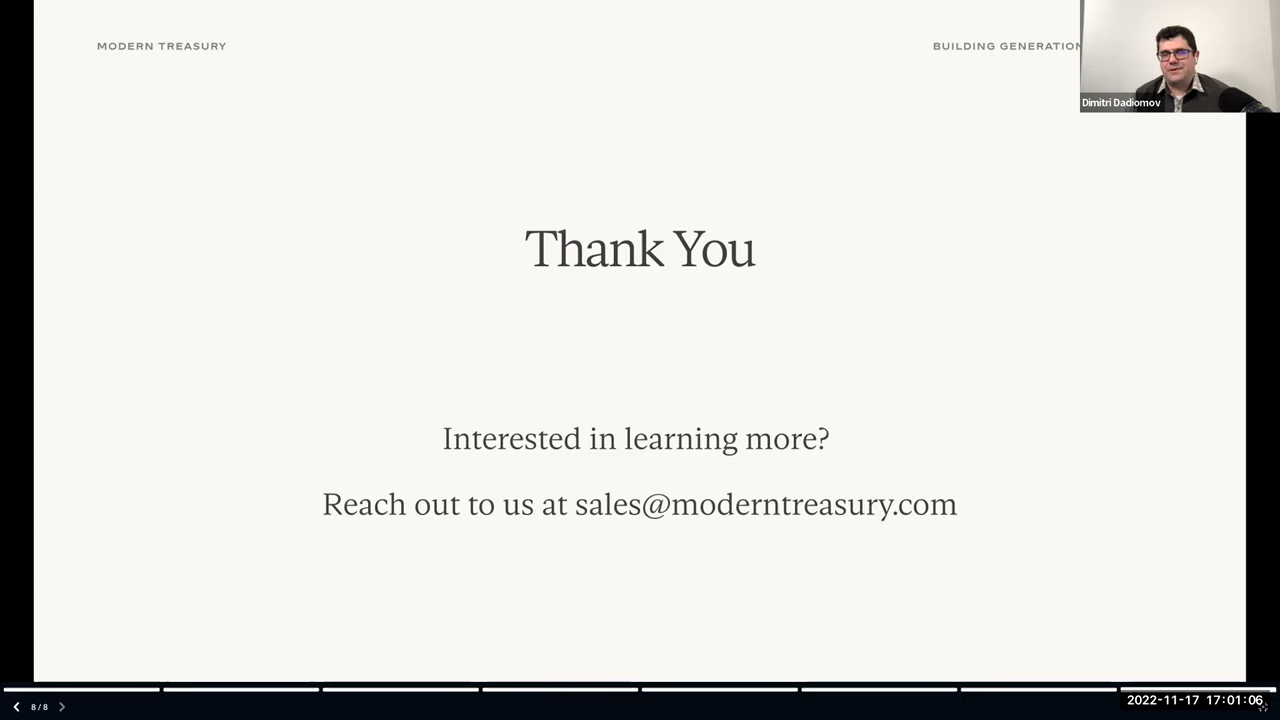 MODERN TREASURY
BUILDING GENERATION
Dimitri Dadiomov
Thank You
Interested in learning more?
Reach out to us at sales@moderntreasury.com
8 / 8
2022-11-17 17:01:06